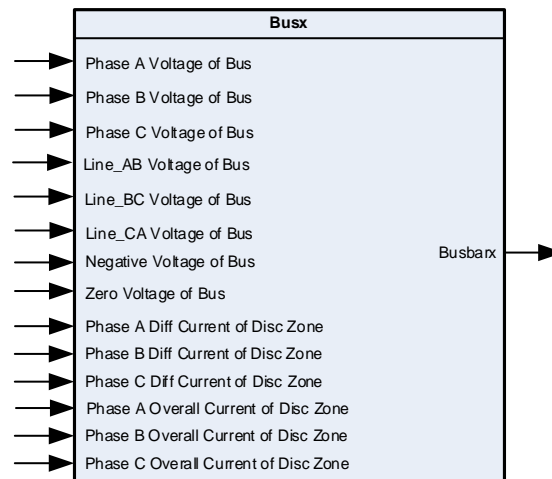 Busx
Phase A Voltage of Bus
Phase B Voltage of Bus
Phase C Voltage of Bus
Line_AB Voltage of Bus
Line_BC Voltage of Bus
Line_CA Voltage of Bus
Busbarx
Negative Voltage of Bus
Zero Voltage of Bus
Phase A Diff Current of Disc Zone
Phase B Diff Current of Disc Zone
Phase C Diff Current of Disc Zone
Phase A Overall Current of Disc Zone
Phase B Overall Current of Disc Zone
Phase C Overall Current of Disc Zone